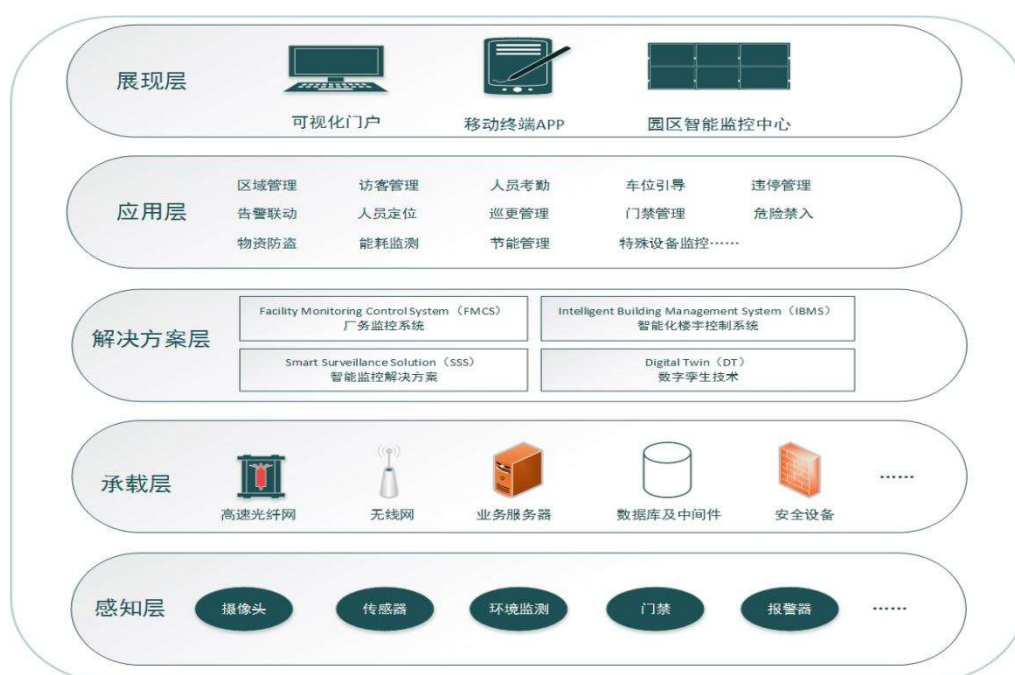 展现层
可视化门户
移动终端APP
园区智能监控中心
应用层
区域管理 访客管理 人员考勤 车位引导 违停管理
告警联动 人员定位 巡更管理 门禁管理 危险禁入
物资防盗 能耗监测 节能管理 特殊设备监控……
解决方案层
Facility Monitoring Control System（FMCS）
厂务监控系统
Intelligent Building Management System（IBMS）
智能化楼宇控制系统
Smart Surveillance Solution（SSS）
智能监控解决方案
Digital Twin（DT）
数字孪生技术
承载层
高速光纤网 无线网 业务服务器 数据库及中间件 安全设备 ……
感知层
摄像头 传感器 环境监测 门禁 报警器 ……